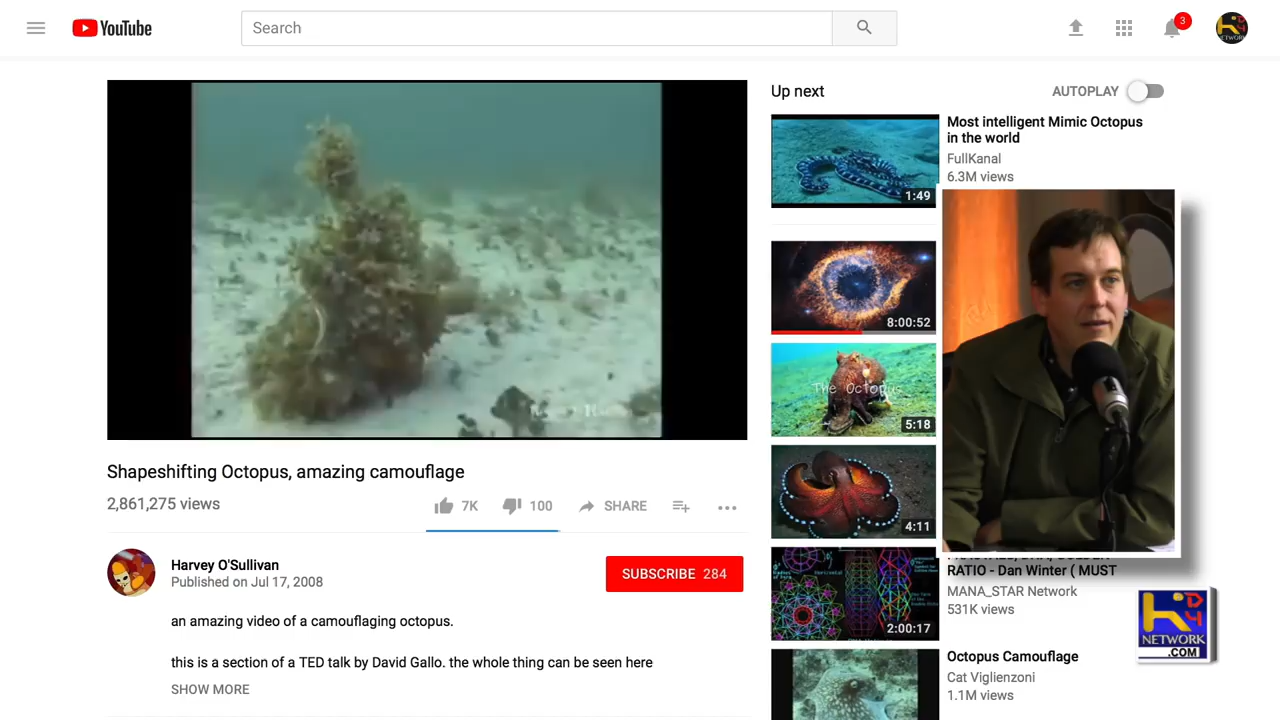 YouTube
Search
3
Up next
AUTOPLAY
Most intelligent Mimic Octopus
in the world
FullKanal
6.3M views
1:49
8:00:52
The Octopus
5:18
4:11
Shapeshifting Octopus, amazing camouflage
2,861,275 views
7K
100
SHARE
Harvey O'Sullivan
Published on Jul 17, 2008
SUBSCRIBE 284
an amazing video of a camouflaging octopus.
this is a section of a TED talk by David Gallo. the whole thing can be seen here
SHOW MORE
RATIO - Dan Winter ( MUST
MANA_STAR Network
531K views
2:00:17
Octopus Camouflage
Cat Viglienzoni
1.1M views
KD4
NETWORK
.COM